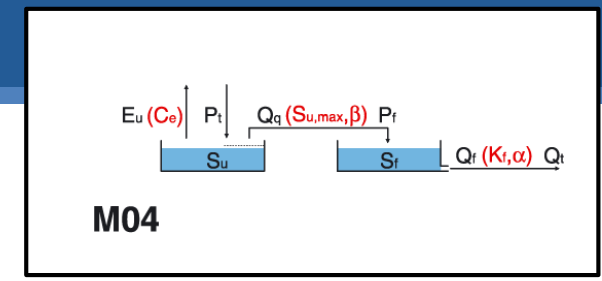 Eu (Ce) Pt Qq (Su,max,β) Pf
Su Sf Qf (Kf,α) Qt
M04